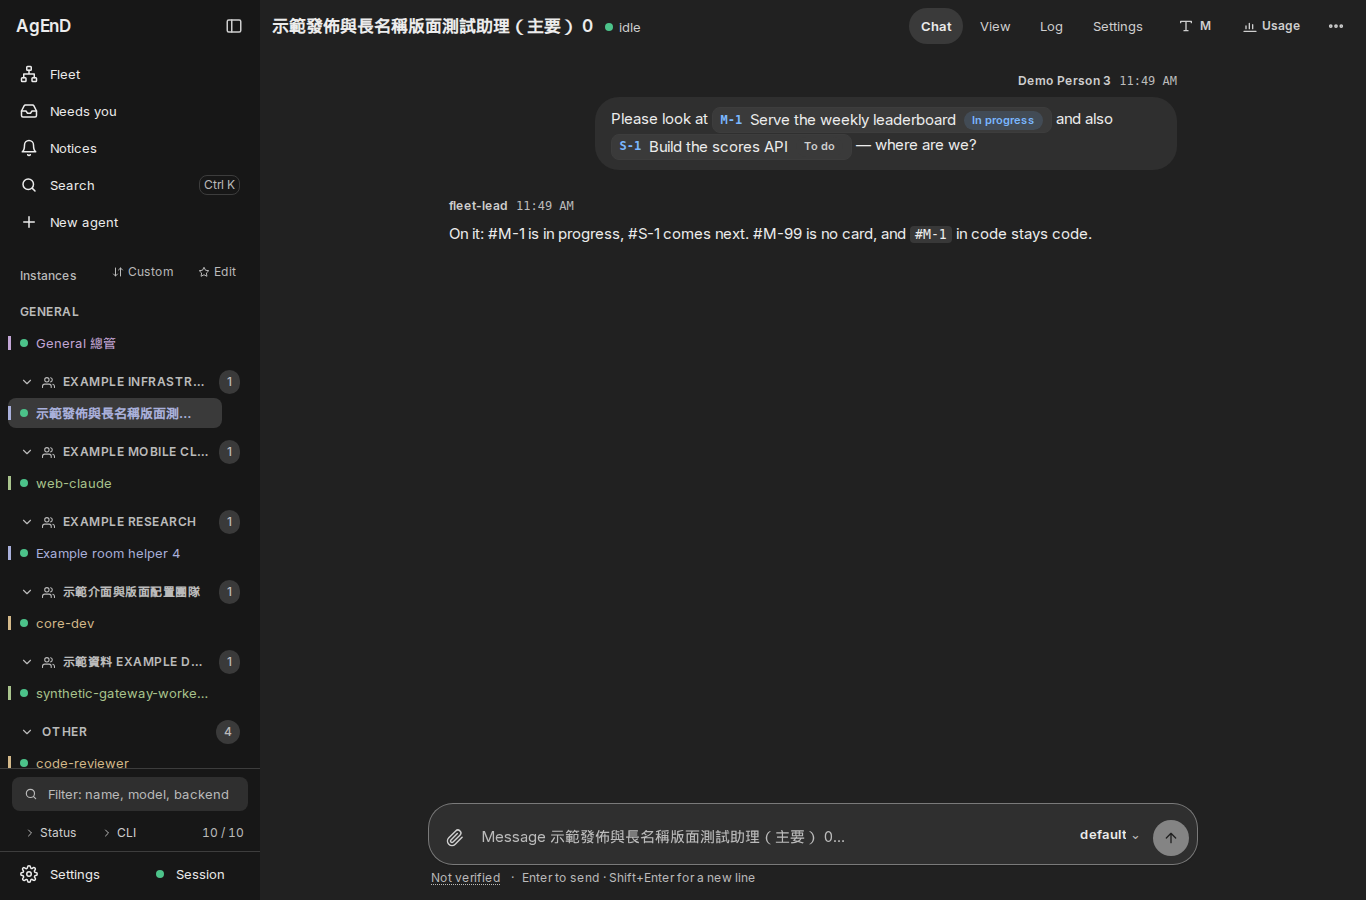 AgEnD
Fleet
Needs you
Notices
Search Ctrl K
New agent
Instances Custom Edit
GENERAL
General 總管
EXAMPLE INFRASTR... 1
示範發佈與長名稱版面測...
EXAMPLE MOBILE CL... 1
web-claude
EXAMPLE RESEARCH 1
Example room helper 4
示範介面與版面配置團隊 1
core-dev
示範資料 EXAMPLE D... 1
synthetic-gateway-worke...
OTHER 4
code-reviewer
Filter: name, model, backend
Status CLI 10 / 10
Settings Session
示範發佈與長名稱版面測試助理（主要）0 idle
Chat View Log Settings M Usage
Demo Person 3 11:49 AM
Please look at M-1 Serve the weekly leaderboard In progress and also
S-1 Build the scores API To do — where are we?
fleet-lead 11:49 AM
On it: #M-1 is in progress, #S-1 comes next. #M-99 is no card, and #M-1 in code stays code.
Message 示範發佈與長名稱版面測試助理（主要）0...
default
Not verified · Enter to send · Shift+Enter for a new line